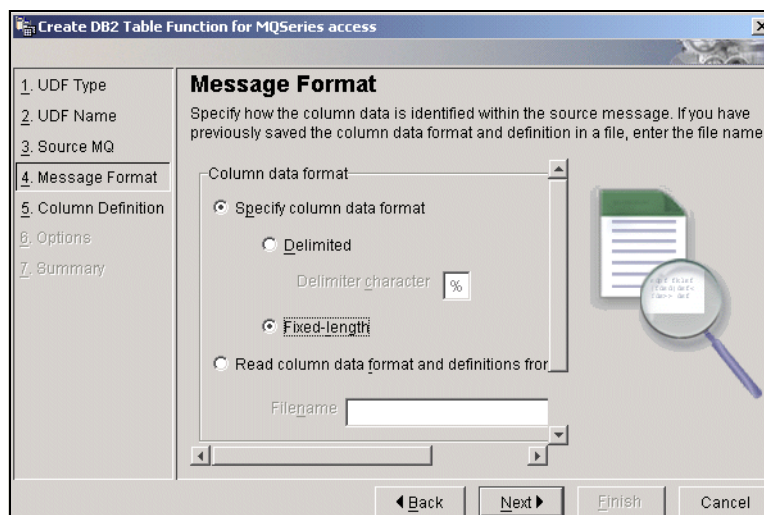 Create DB2 Table Function for MQSeries access
1. UDF Type
2. UDF Name
3. Source MQ
4. Message Format
5. Column Definition
6. Options
7. Summary
Message Format
Specify how the column data is identified within the source message. If you have
previously saved the column data format and definition in a file, enter the file name
Column data format
Specify column data format
Delimited
Delimiter character %
Fixed-length
Read column data format and definitions from
Filename
Back Next Finish Cancel